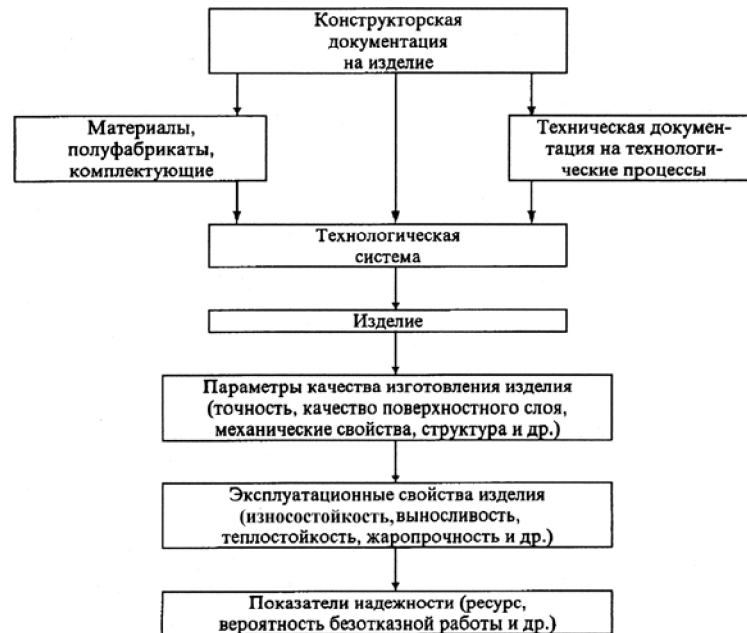 Конструкторская
документация
на изделие
Материалы,
полуфабрикаты,
комплектующие
Техническая докумен-
тация на технологи-
ческие процессы
Технологическая
система
Изделие
Параметры качества изготовления изделия
(точность, качество поверхностного слоя,
механические свойства, структура и др.)
Эксплуатационные свойства изделия
(износостойкость,выносливость,
теплостойкость, жаропрочность и др.)
Показатели надежности (ресурс,
вероятность безотказной работы и др.)